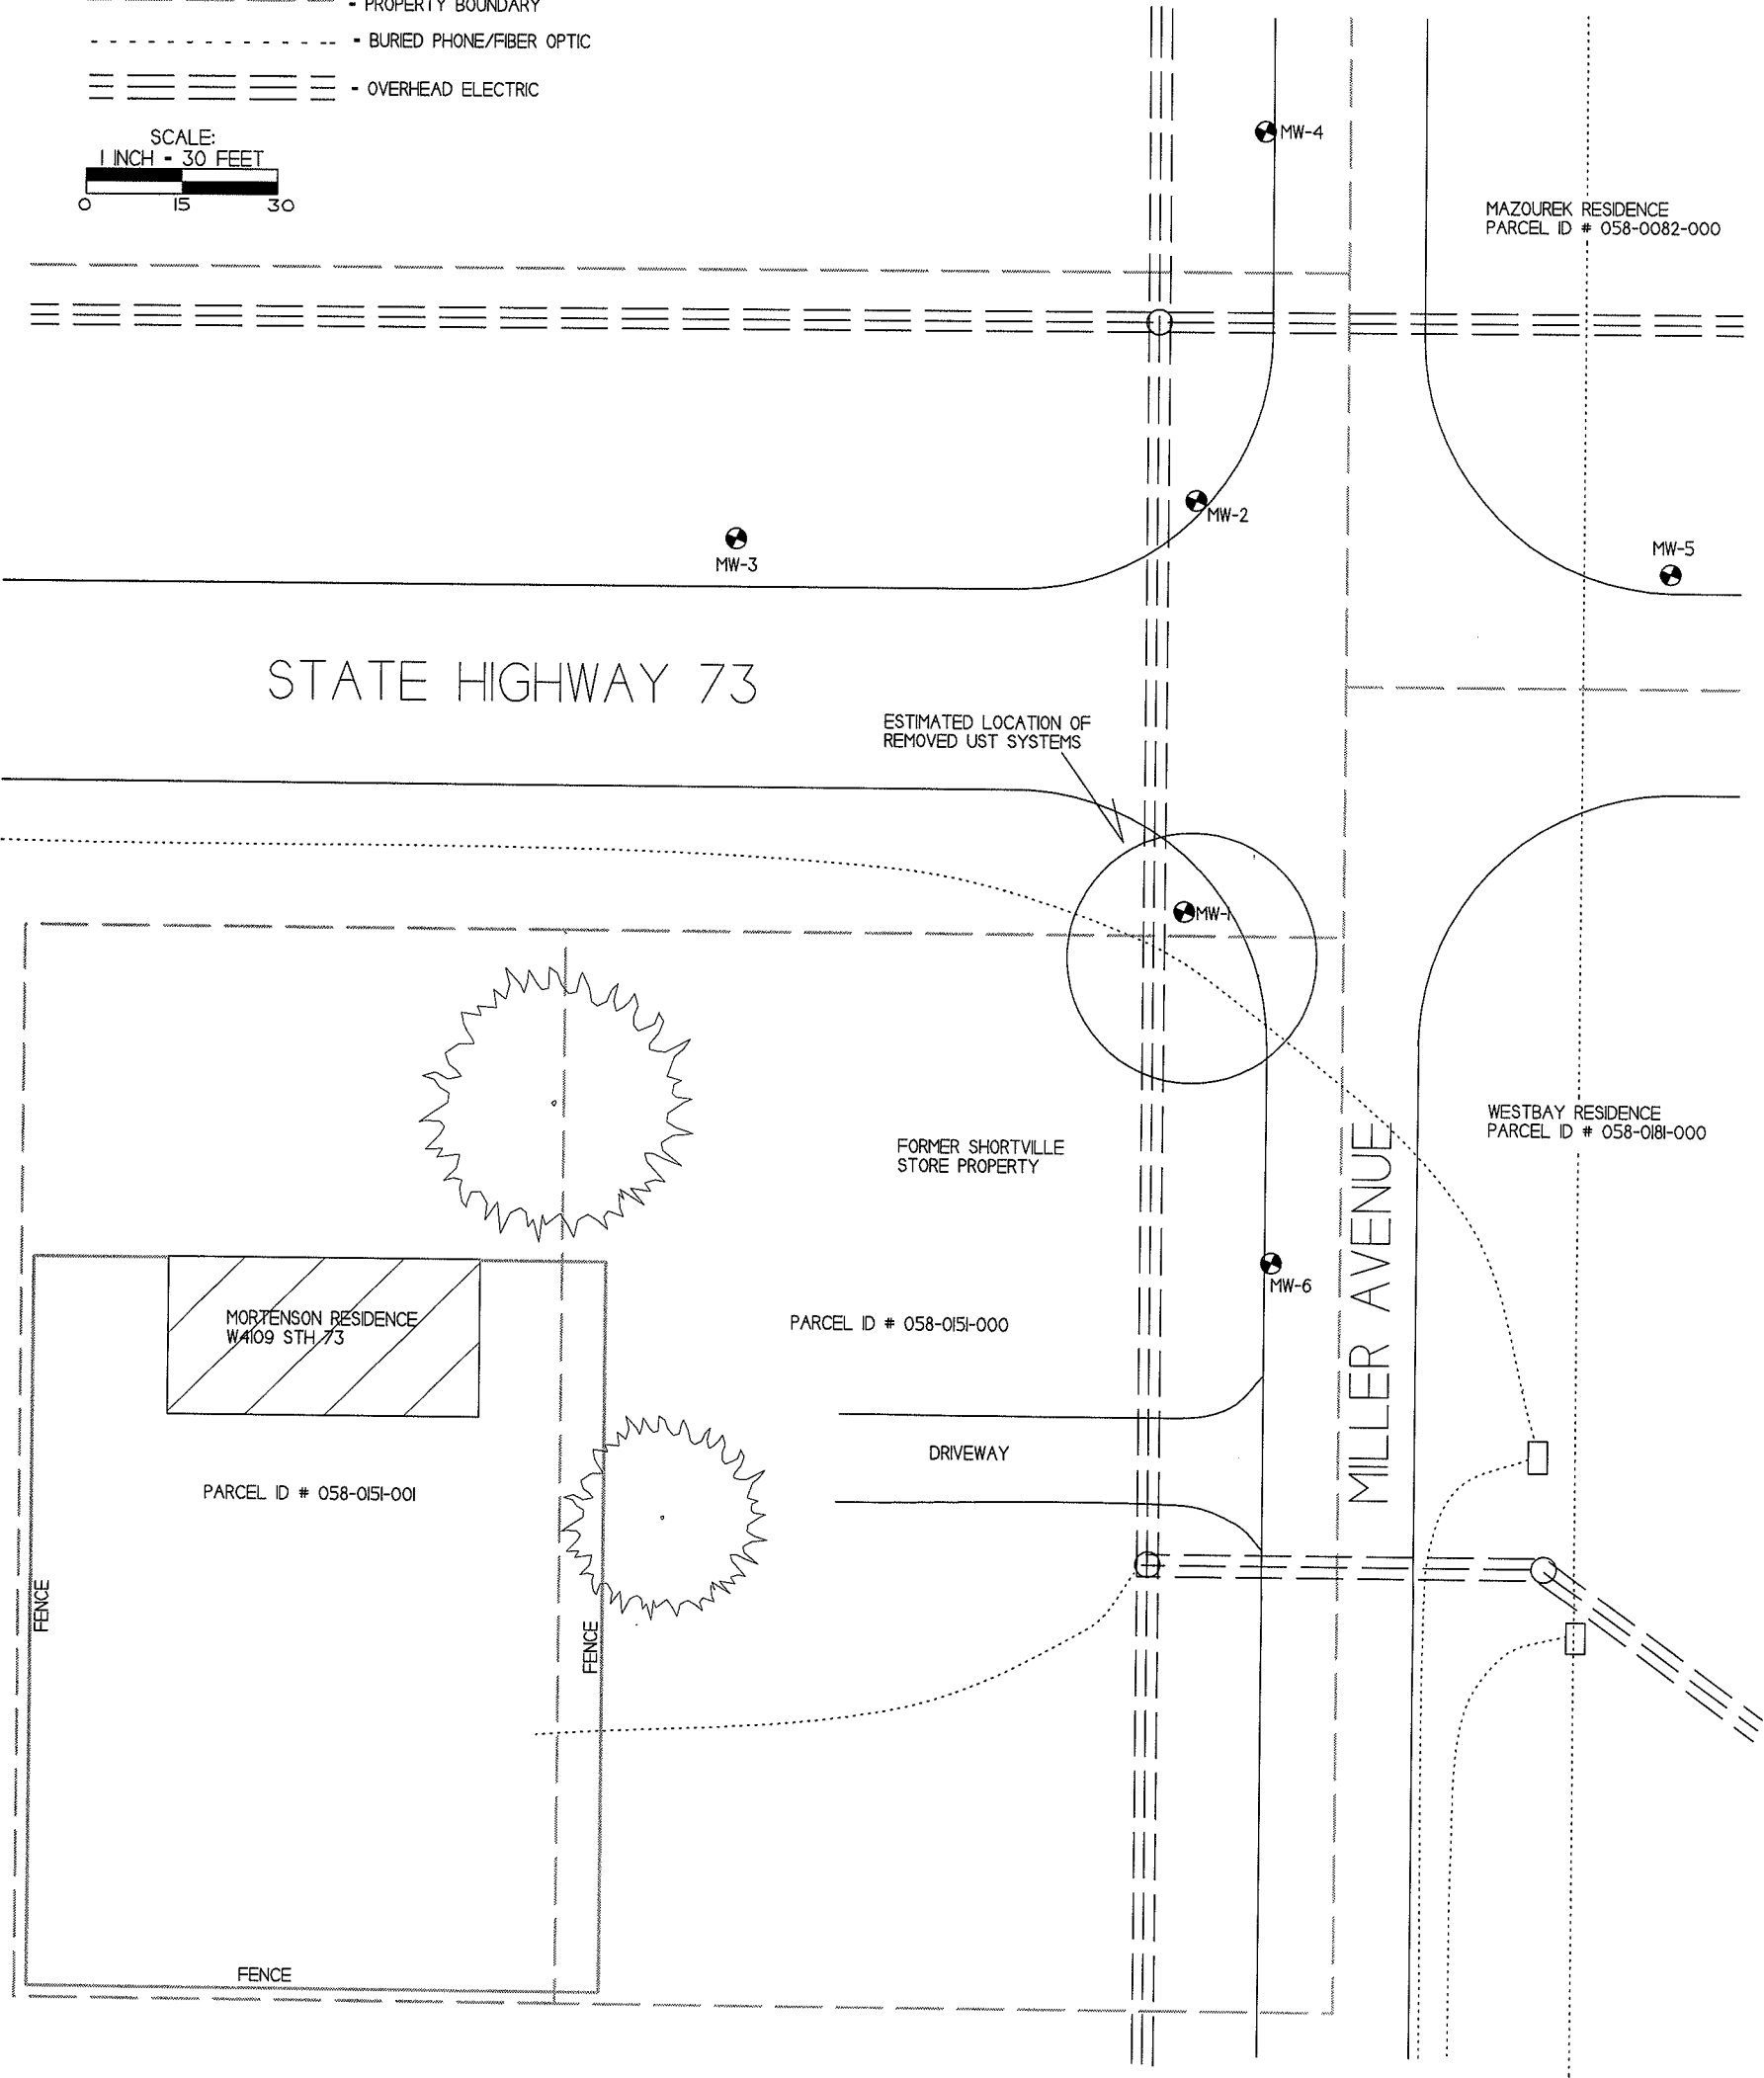 - PROPERTY BOUNDARY
- BURIED PHONE/FIBER OPTIC
- OVERHEAD ELECTRIC
SCALE:
1 INCH - 30 FEET
0 15 30
MW-4
MAZOUREK RESIDENCE
PARCEL ID # 058-0082-000
MW-2
MW-3
MW-5
STATE HIGHWAY 73
ESTIMATED LOCATION OF
REMOVED UST SYSTEMS
MW-1
WESTBAY RESIDENCE
PARCEL ID # 058-0181-000
FORMER SHORTVILLE
STORE PROPERTY
MILLER AVENUE
MW-6
MORTENSON RESIDENCE
W4109 STH 73
PARCEL ID # 058-0151-000
DRIVEWAY
PARCEL ID # 058-0151-001
FENCE
FENCE
FENCE